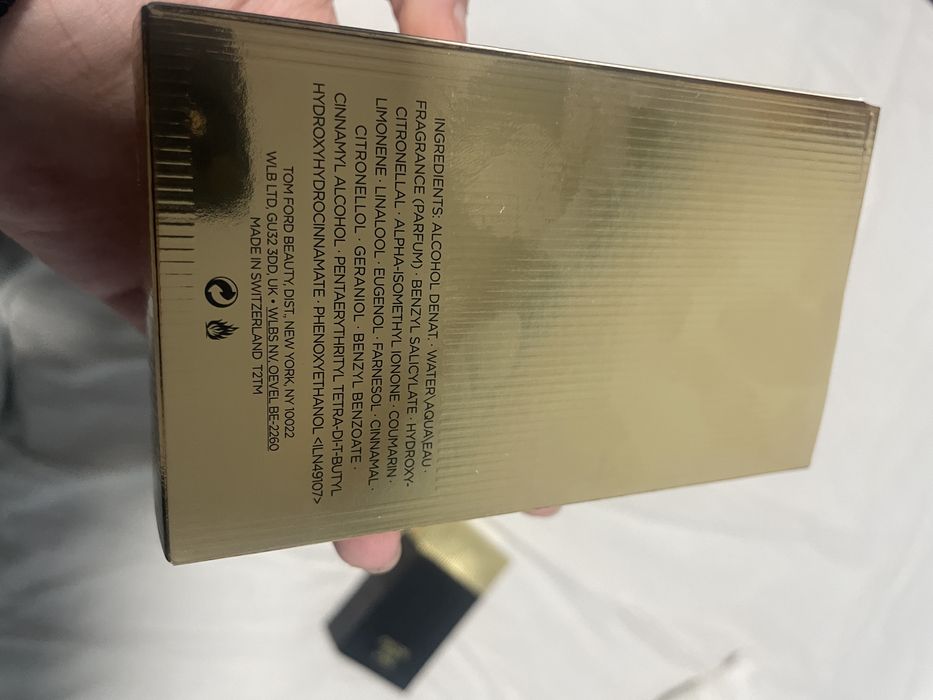 INGREDIENTS: ALCOHOL DENAT. · WATER\AQUA\EAU ·
FRAGRANCE (PARFUM) · BENZYL SALICYLATE · HYDROXY-
CITRONELLAL · ALPHA-ISOMETHYL IONONE · COUMARIN ·
LIMONENE · LINALOOL · EUGENOL · FARNESOL · CINNAMAL ·
CITRONELLOL · GERANIOL · BENZYL BENZOATE ·
CINNAMYL ALCOHOL · PENTAERYTHRITYL TETRA-DI-T-BUTYL
HYDROXYHYDROCINNAMATE · PHENOXYETHANOL <ILN49107>
TOM FORD BEAUTY, DIST., NEW YORK, NY 10022
WLB LTD, GU32 3DD, UK • WLBS NV, OEVEL BE-2260
MADE IN SWITZERLAND T2TM